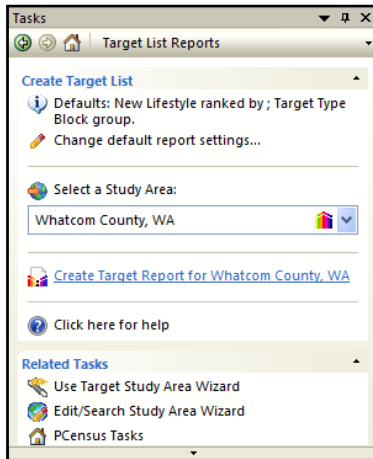 Tasks
Target List Reports
Create Target List
Defaults: New Lifestyle ranked by ; Target Type
Block group.
Change default report settings...
Select a Study Area:
Whatcom County, WA
Create Target Report for Whatcom County, WA
Click here for help
Related Tasks
Use Target Study Area Wizard
Edit/Search Study Area Wizard
PCensus Tasks